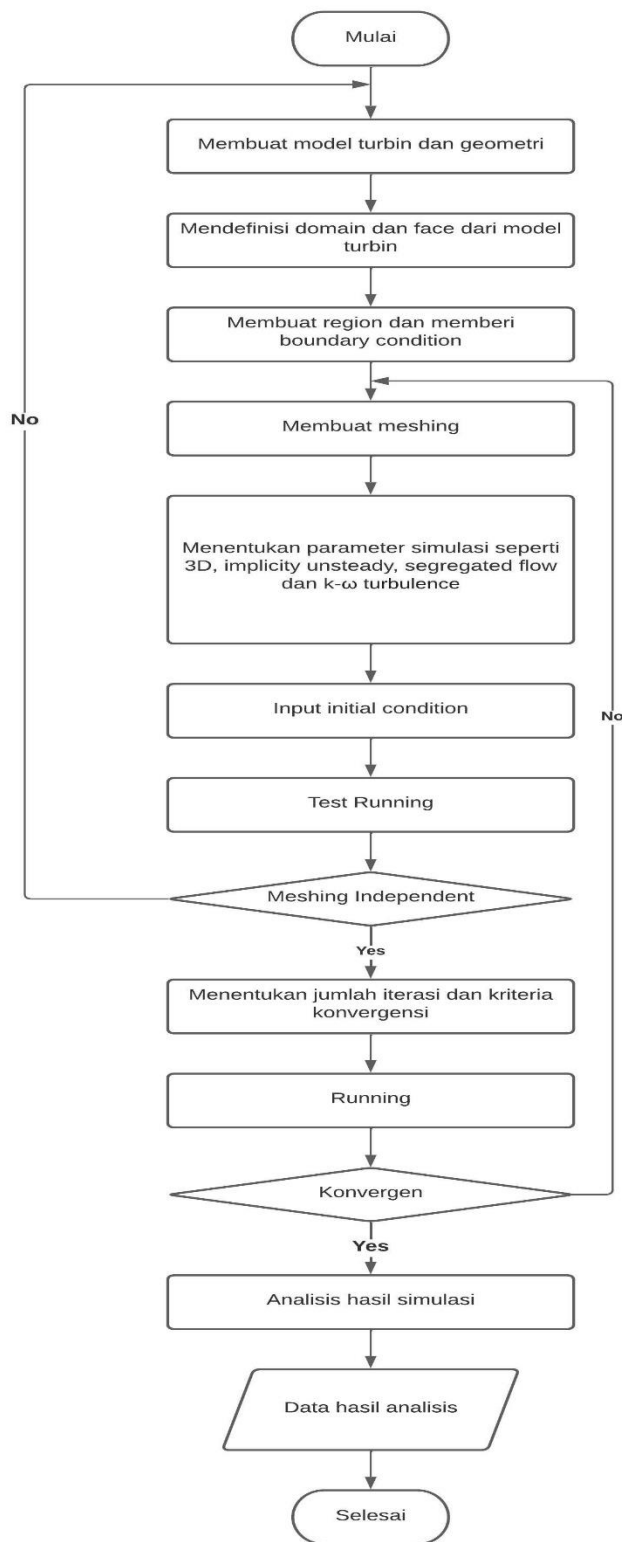 Mulai
Membuat model turbin dan geometri
Mendefinisi domain dan face dari model
turbin
Membuat region dan memberi
boundary condition
No
Membuat meshing
Menentukan parameter simulasi seperti
3D, implicity unsteady, segregated flow
dan k-ω turbulence
Input initial condition
No
Test Running
Meshing Independent
Yes
Menentukan jumlah iterasi dan kriteria
konvergensi
Running
Konvergen
Yes
Analisis hasil simulasi
Data hasil analisis
Selesai